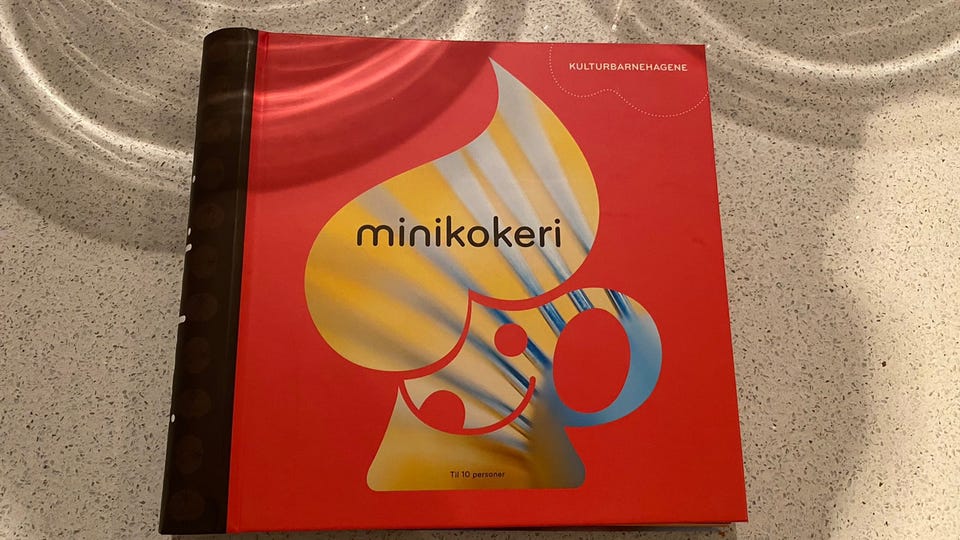 KULTURBARNEHAGENE
minikokeri
Til 10 personer